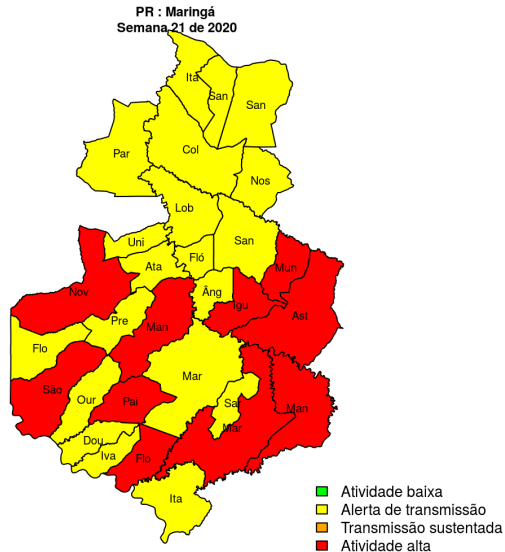 PR : Maringá
Semana 21 de 2020
Ita
San
San
Par
Col
Nos
Lob
Uni
San
Fló
Ata
Mun
Nov
Âng
Igu
Pre
Man
Ast
Flo
Mar
São
Our
Pai
Sa
Man
Mar
Dou
Iva
Flo
Ita
Atividade baixa
Alerta de transmissão
Transmissão sustentada
Atividade alta